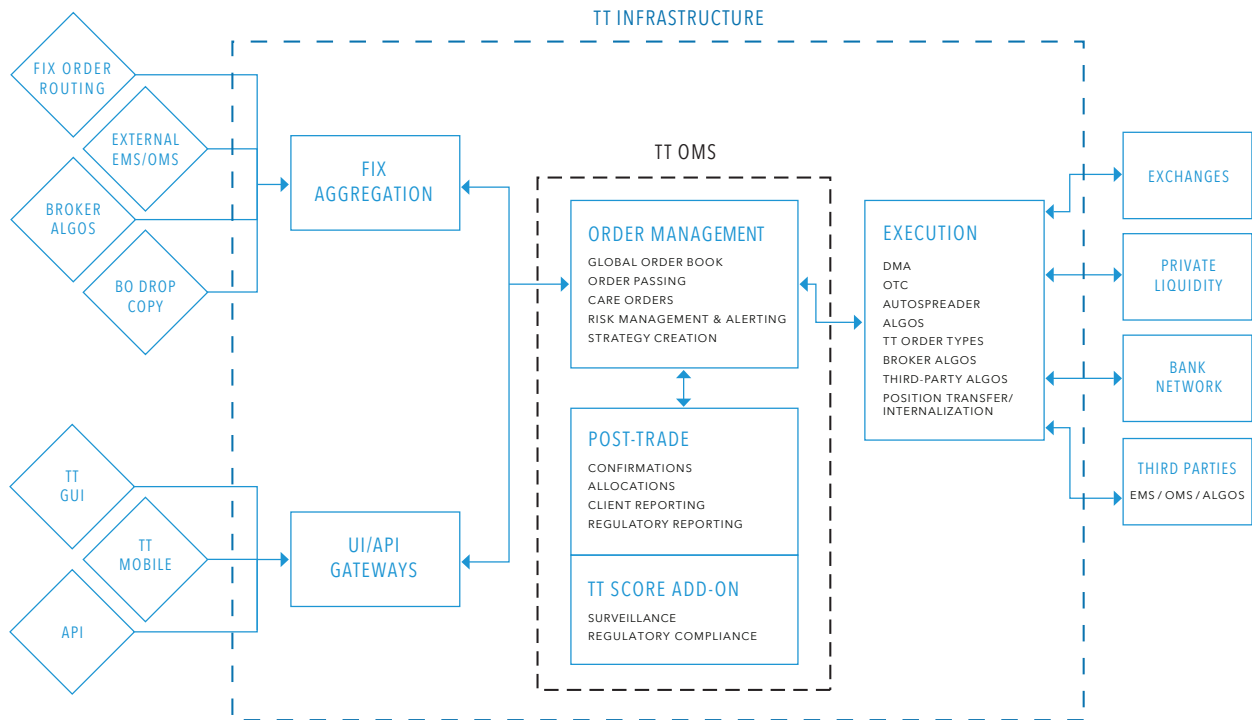 TT INFRASTRUCTURE
FIX ORDER
ROUTING
EXTERNAL
EMS/OMS
BROKER
ALGOS
BO DROP
COPY
FIX
AGGREGATION
TT
GUI
TT
MOBILE
API
UI/API
GATEWAYS
TT OMS
ORDER MANAGEMENT
GLOBAL ORDER BOOK
ORDER PASSING
CARE ORDERS
RISK MANAGEMENT & ALERTING
STRATEGY CREATION
POST-TRADE
CONFIRMATIONS
ALLOCATIONS
CLIENT REPORTING
REGULATORY REPORTING
TT SCORE ADD-ON
SURVEILLANCE
REGULATORY COMPLIANCE
EXECUTION
DMA
OTC
AUTOSPREADER
ALGOS
TT ORDER TYPES
BROKER ALGOS
THIRD-PARTY ALGOS
POSITION TRANSFER/
INTERNALIZATION
EXCHANGES
PRIVATE
LIQUIDITY
BANK
NETWORK
THIRD PARTIES
EMS / OMS / ALGOS